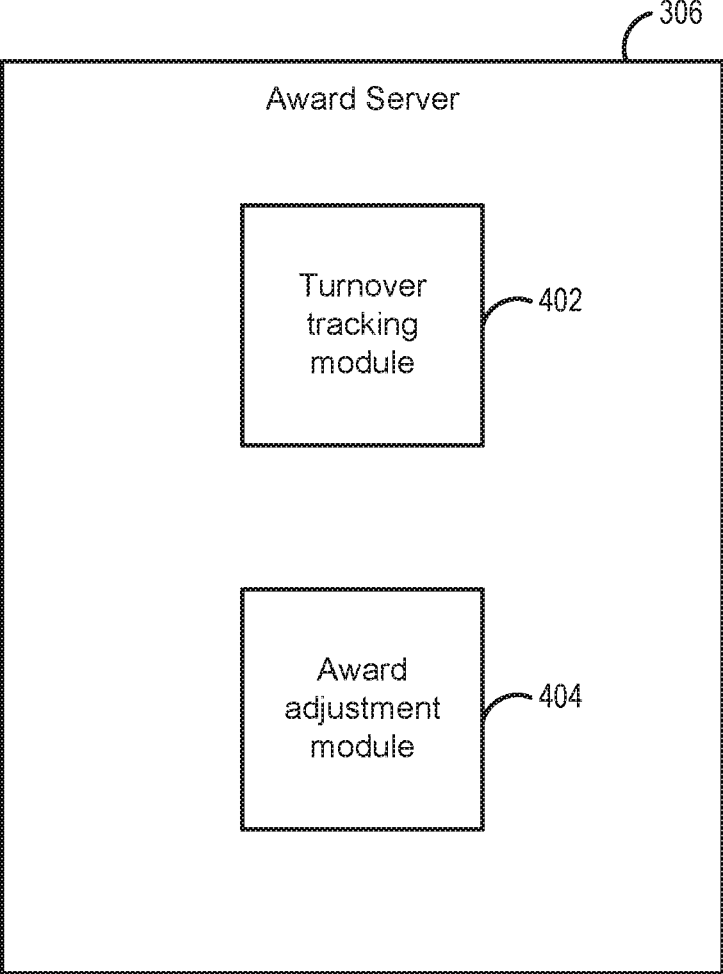 306
Award Server
Turnover
tracking
module
402
Award
adjustment
module
404